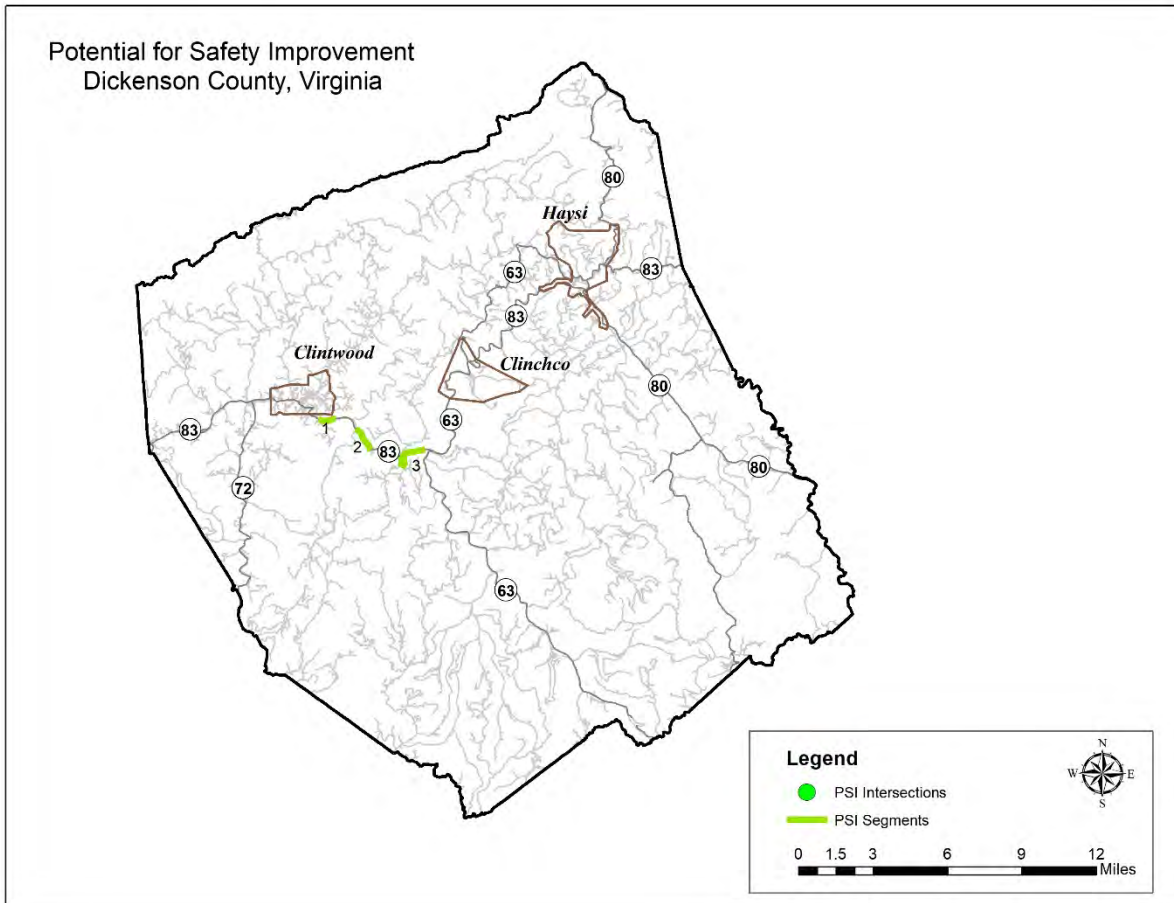 Potential for Safety Improvement
Dickenson County, Virginia
80
Haysi
63
83
83
Clintwood
Clinchco
80
63
83
1
2
83
3
80
72
63
Legend
N
W E
S
PSI Intersections
PSI Segments
0 1.5 3 6 9 12
Miles